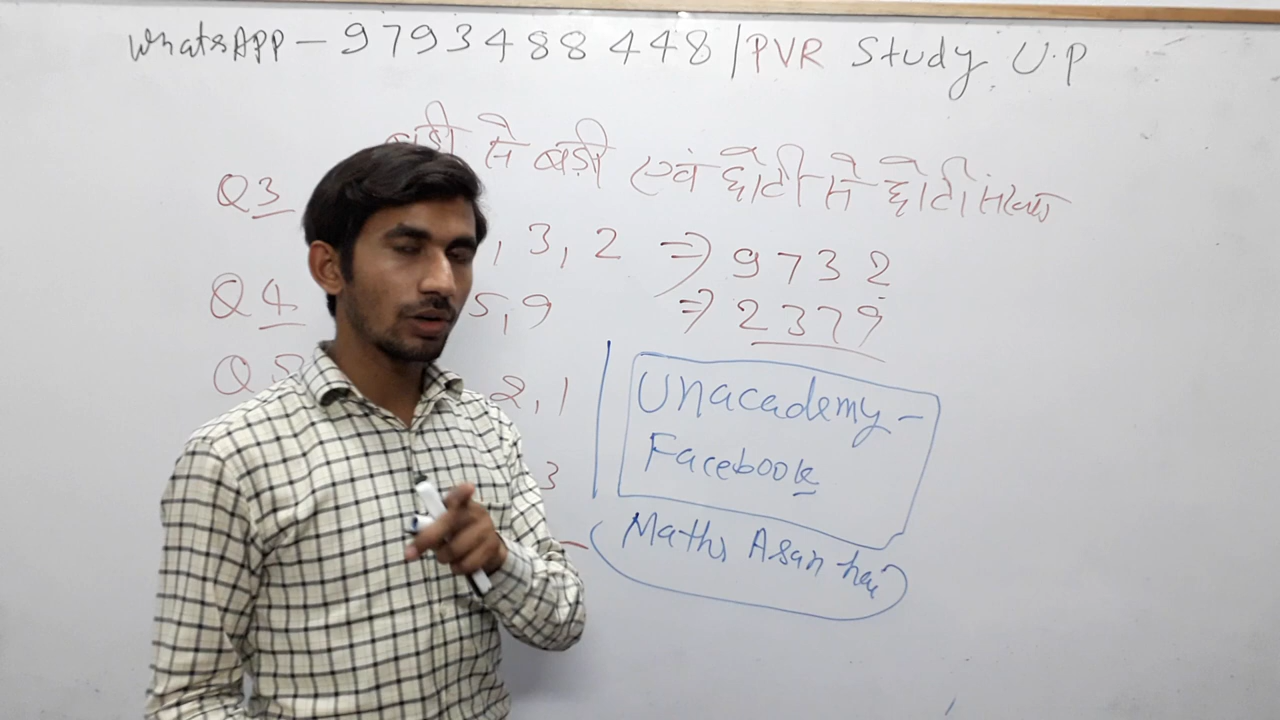 WhatsAPP – 9793488448 | PVR Study U.P
बड़ी से बड़ी एवं छोटी से छोटी संख्या
Q3
, 3, 2 ⇒ 9732
Q4 5, 9 ⇒ 2379
Q5 2, 1
Unacademy –
Facebook
3
Maths Asan hai